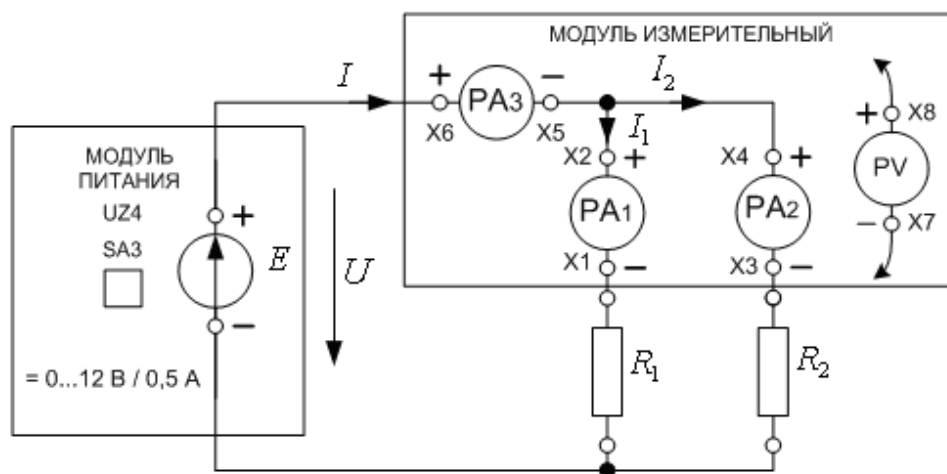 МОДУЛЬ ИЗМЕРИТЕЛЬНЫЙ
I
+ PA3 −
X6 X5
I2
I1
X2 +
PA1
X1 −
X4 +
PA2
X3 −
+ X8
PV
− X7
МОДУЛЬ
ПИТАНИЯ
UZ4
SA3
+
E
−
U
= 0...12 В / 0,5 А
R1
R2